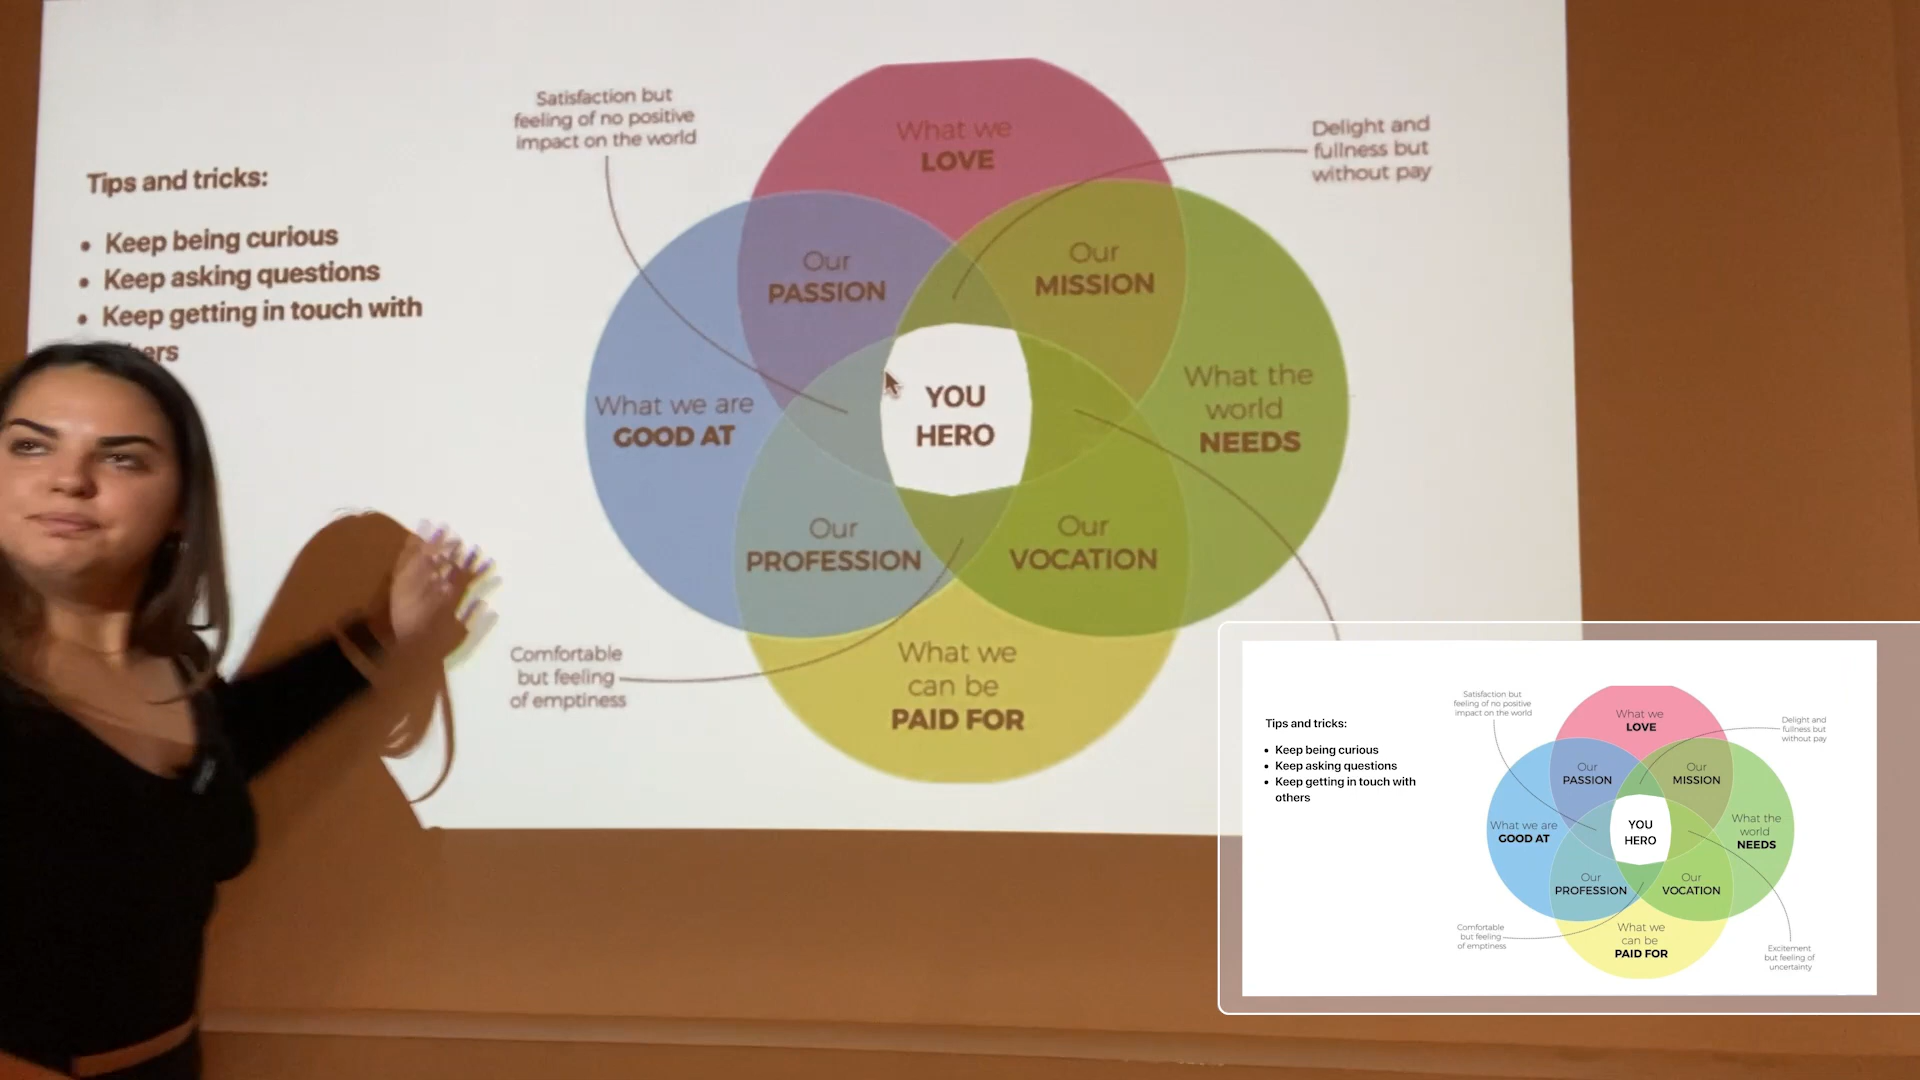 Tips and tricks:
• Keep being curious
• Keep asking questions
• Keep getting in touch with
others
Satisfaction but
feeling of no positive
impact on the world
What we
LOVE
Delight and
fullness but
without pay
Our
PASSION
Our
MISSION
What we are
GOOD AT
YOU
HERO
What the
world
NEEDS
Our
PROFESSION
Our
VOCATION
Comfortable
but feeling
of emptiness
What we
can be
PAID FOR
Tips and tricks:
• Keep being curious
• Keep asking questions
• Keep getting in touch with
others
Satisfaction but
feeling of no positive
impact on the world
What we
LOVE
Delight and
fullness but
without pay
Our
PASSION
Our
MISSION
What we are
GOOD AT
YOU
HERO
What the
world
NEEDS
Our
PROFESSION
Our
VOCATION
Comfortable
but feeling
of emptiness
What we
can be
PAID FOR
Excitement
but feeling of
uncertainty